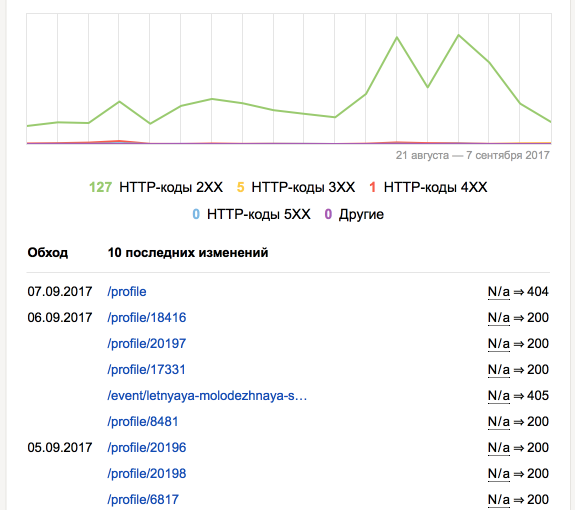 21 августа — 7 сентября 2017
127 HTTP-коды 2XX 5 HTTP-коды 3XX 1 HTTP-коды 4XX
0 HTTP-коды 5XX 0 Другие
Обход 10 последних изменений
07.09.2017 /profile N/a ⇒ 404
06.09.2017 /profile/18416 N/a ⇒ 200
/profile/20197 N/a ⇒ 200
/profile/17331 N/a ⇒ 200
/event/letnyaya-molodezhnaya-s… N/a ⇒ 405
/profile/8481 N/a ⇒ 200
05.09.2017 /profile/20196 N/a ⇒ 200
/profile/20198 N/a ⇒ 200
/profile/6817 N/a ⇒ 200